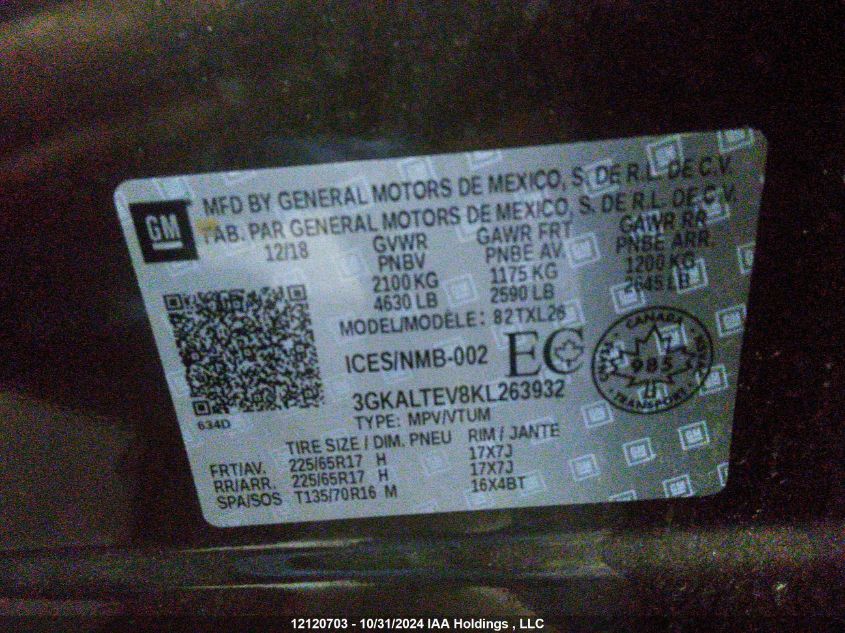 GM
MFD BY GENERAL MOTORS DE MEXICO, S. DE R.L. DE C.V.
FAB. PAR GENERAL MOTORS DE MEXICO, S. DE R.L. DE C.V.
12/18 GVWR GAWR FRT GAWR RR
PNBV PNBE AV. PNBE ARR.
2100 KG 1175 KG 1200 KG
4630 LB 2590 LB 2645 LB
MODEL/MODÈLE: 82TXL26
ICES/NMB-002 EC
CANADA
985
TRANSPORT
3GKALTEV8KL263932
634D
TYPE: MPV/VTUM
TIRE SIZE / DIM. PNEU RIM / JANTE
FRT/AV. 225/65R17 H 17X7J
RR/ARR. 225/65R17 H 17X7J
SPA/SOS T135/70R16 M 16X4BT
12120703 - 10/31/2024 IAA Holdings , LLC